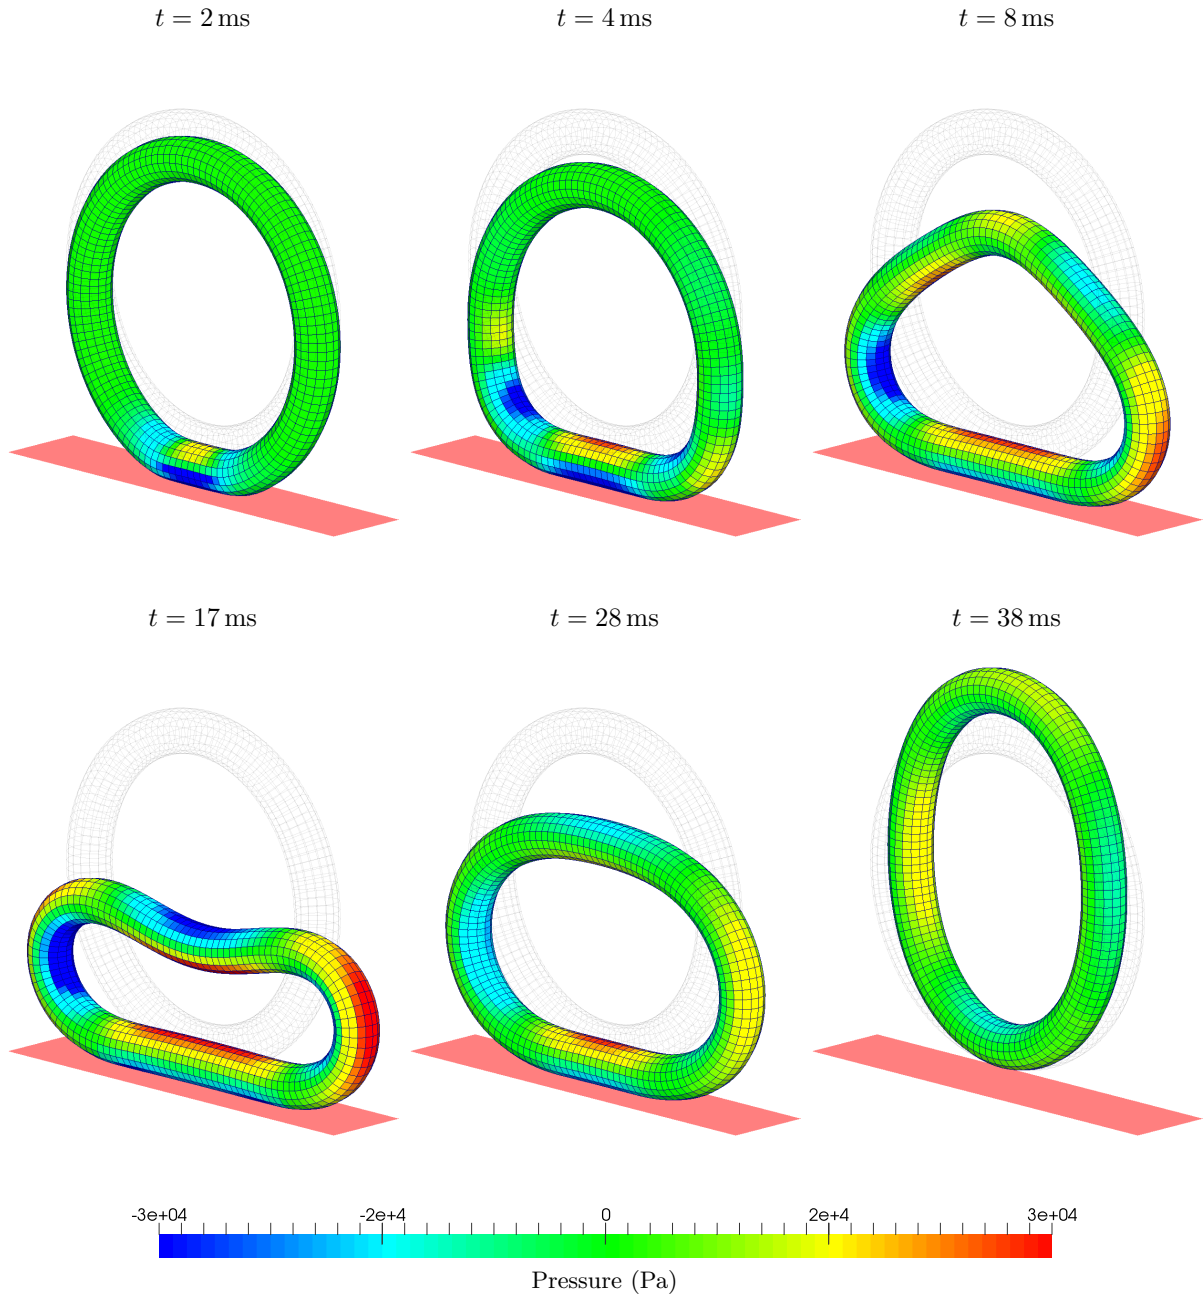 t = 2 ms t = 4 ms t = 8 ms
t = 17 ms t = 28 ms t = 38 ms
-3e+04 -2e+4 0 2e+4 3e+04
Pressure (Pa)